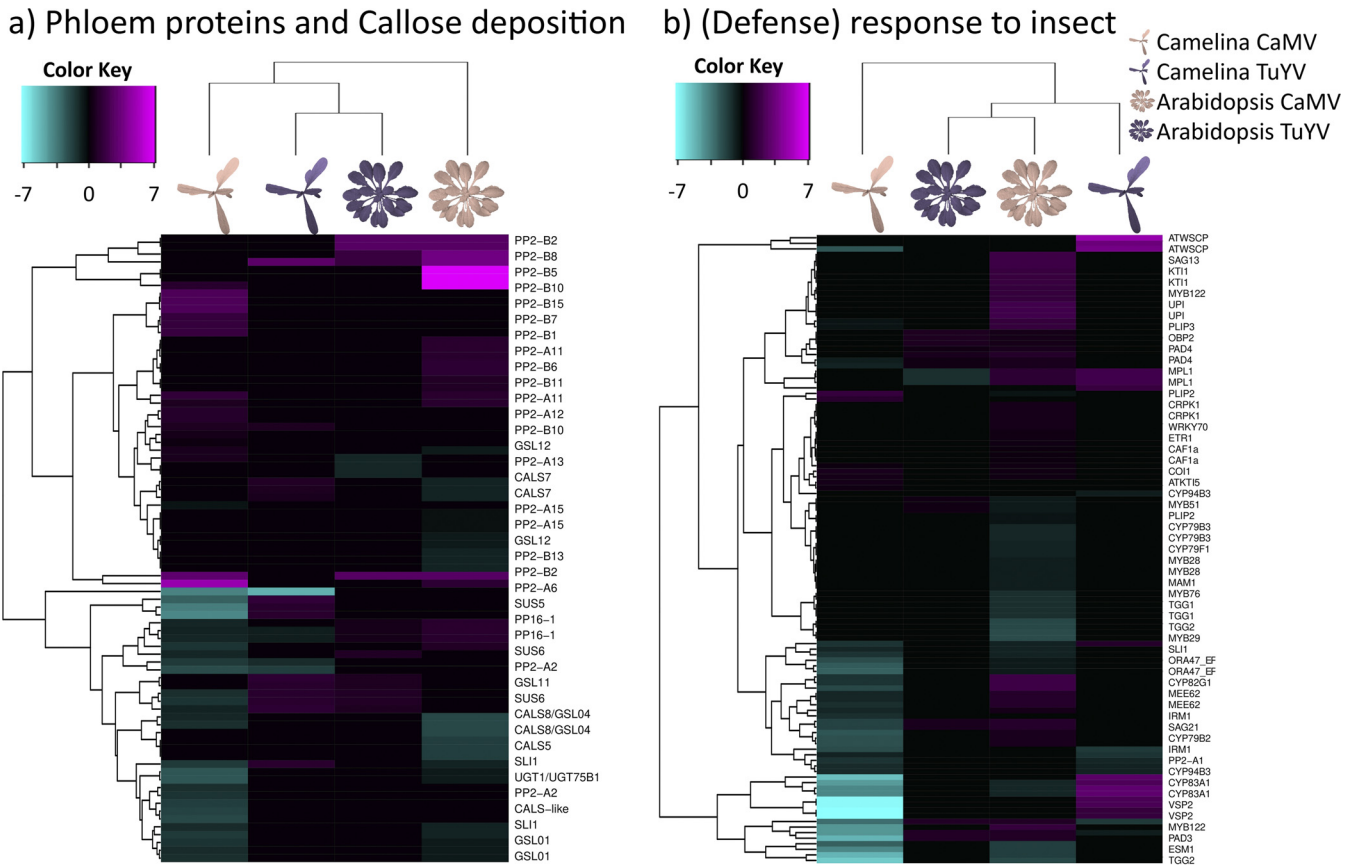 a) Phloem proteins and Callose deposition
Color Key
-7 0 7
PP2-B2
PP2-B8
PP2-B5
PP2-B10
PP2-B15
PP2-B7
PP2-B1
PP2-A11
PP2-B6
PP2-B11
PP2-A11
PP2-A12
PP2-B10
GSL12
PP2-A13
CALS7
CALS7
PP2-A15
PP2-A15
GSL12
PP2-B13
PP2-B2
PP2-A6
SUS5
PP16-1
PP16-1
SUS6
PP2-A2
GSL11
SUS6
CALS8/GSL04
CALS8/GSL04
CALS5
SLI1
UGT1/UGT75B1
PP2-A2
CALS-like
SLI1
GSL01
GSL01
b) (Defense) response to insect
Camelina CaMV
Camelina TuYV
Arabidopsis CaMV
Arabidopsis TuYV
Color Key
-7 0 7
ATWSCP
ATWSCP
SAG13
KTI1
KTI1
MYB122
UPI
UPI
PLIP3
OBP2
PAD4
PAD4
MPL1
MPL1
PLIP2
CRPK1
CRPK1
WRKY70
ETR1
CAF1a
CAF1a
COI1
ATKTI5
CYP94B3
MYB51
PLIP2
CYP79B3
CYP79B3
CYP79F1
MYB28
MYB28
MAM1
MYB76
TGG1
TGG1
TGG2
MYB29
SLI1
ORA47_EF
ORA47_EF
CYP82G1
MEE62
MEE62
IRM1
SAG21
CYP79B2
IRM1
PP2-A1
CYP94B3
CYP83A1
CYP83A1
VSP2
VSP2
MYB122
PAD3
ESM1
TGG2